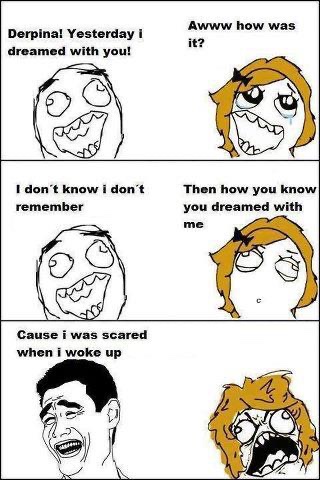 Derpina! Yesterday i
dreamed with you!
Awww how was
it?
I don´t know i don´t
remember
Then how you know
you dreamed with
me
Cause i was scared
when i woke up